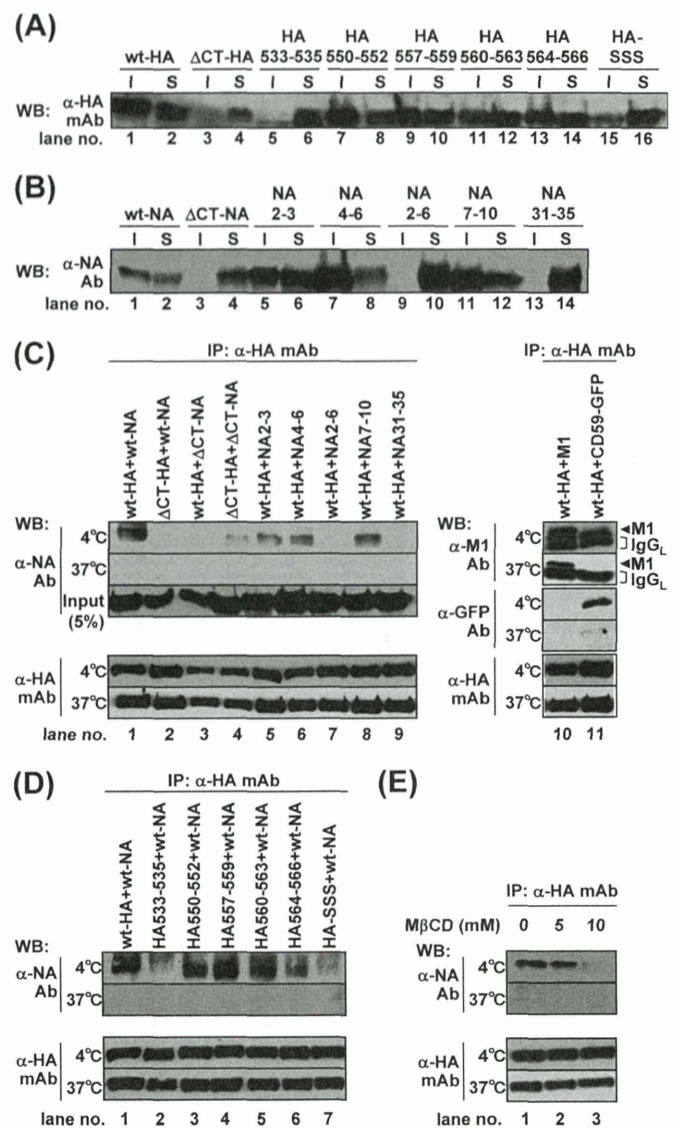 (A)
HA HA HA HA HA HA-
wt-HA ΔCT-HA 533-535 550-552 557-559 560-563 564-566 SSS
I S I S I S I S I S I S I S I S
WB: α-HA
mAb
lane no. 1 2 3 4 5 6 7 8 9 10 11 12 13 14 15 16
(B)
NA NA NA NA NA
wt-NA ΔCT-NA 2-3 4-6 2-6 7-10 31-35
I S I S I S I S I S I S I S
WB: α-NA
Ab
lane no. 1 2 3 4 5 6 7 8 9 10 11 12 13 14
(C)
IP: α-HA mAb
wt-HA+wt-NA
ΔCT-HA+wt-NA
wt-HA+ΔCT-NA
ΔCT-HA+ΔCT-NA
wt-HA+NA2-3
wt-HA+NA4-6
wt-HA+NA2-6
wt-HA+NA7-10
wt-HA+NA31-35
WB:
α-NA
Ab
4°C
37°C
Input
(5%)
α-HA
mAb
4°C
37°C
lane no. 1 2 3 4 5 6 7 8 9
IP: α-HA mAb
wt-HA+M1
wt-HA+CD59-GFP
WB:
α-M1
Ab
4°C
◄M1
]IgGL
37°C
◄M1
]IgGL
α-GFP
Ab
4°C
37°C
α-HA
mAb
4°C
37°C
10 11
(D)
IP: α-HA mAb
wt-HA+wt-NA
HA533-535+wt-NA
HA550-552+wt-NA
HA557-559+wt-NA
HA560-563+wt-NA
HA564-566+wt-NA
HA-SSS+wt-NA
WB:
α-NA
Ab
4°C
37°C
α-HA
mAb
4°C
37°C
lane no. 1 2 3 4 5 6 7
(E)
IP: α-HA mAb
MβCD (mM) 0 5 10
WB:
α-NA
Ab
4°C
37°C
α-HA
mAb
4°C
37°C
lane no. 1 2 3